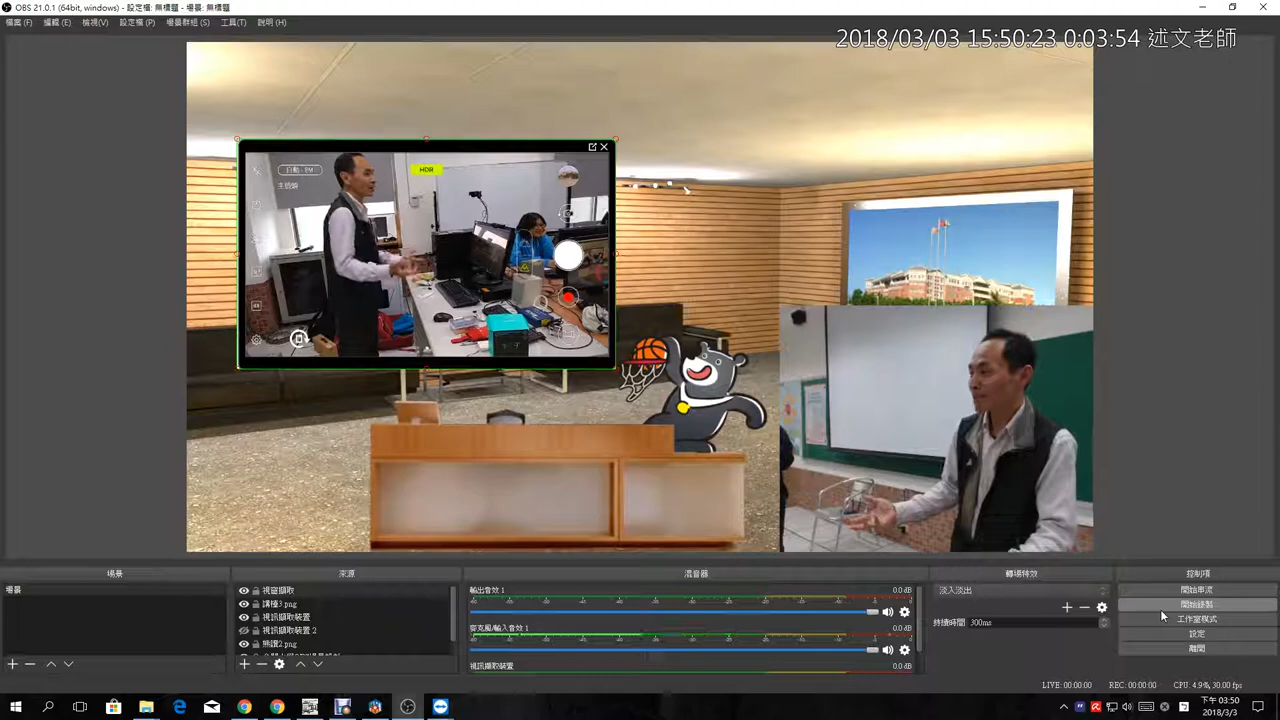 OBS 21.0.1 (64bit, windows) - 設定檔: 無標題 - 場景: 無標題
檔案 (F) 編輯 (E) 檢視(V) 設定檔 (P) 場景群組 (S) 工具(T) 說明 (H)
2018/03/03 15:50:23 0:03:54 述文老師
HDR
場景
來源
混音器
轉場特效
控制項
場景
視窗擷取
講檯3.png
視訊擷取裝置
視訊擷取裝置 2
熊讚2.png
輸出音效 1
0.0 dB
麥克風/輸入音效 1
0.0 dB
視訊擷取裝置
0.0 dB
淡入淡出
持續時間 300ms
開始串流
開始錄製
工作室模式
設定
離開
LIVE: 00:00:00 REC: 00:00:00 CPU: 4.9%, 30.00 fps
下午 03:50
2018/3/3